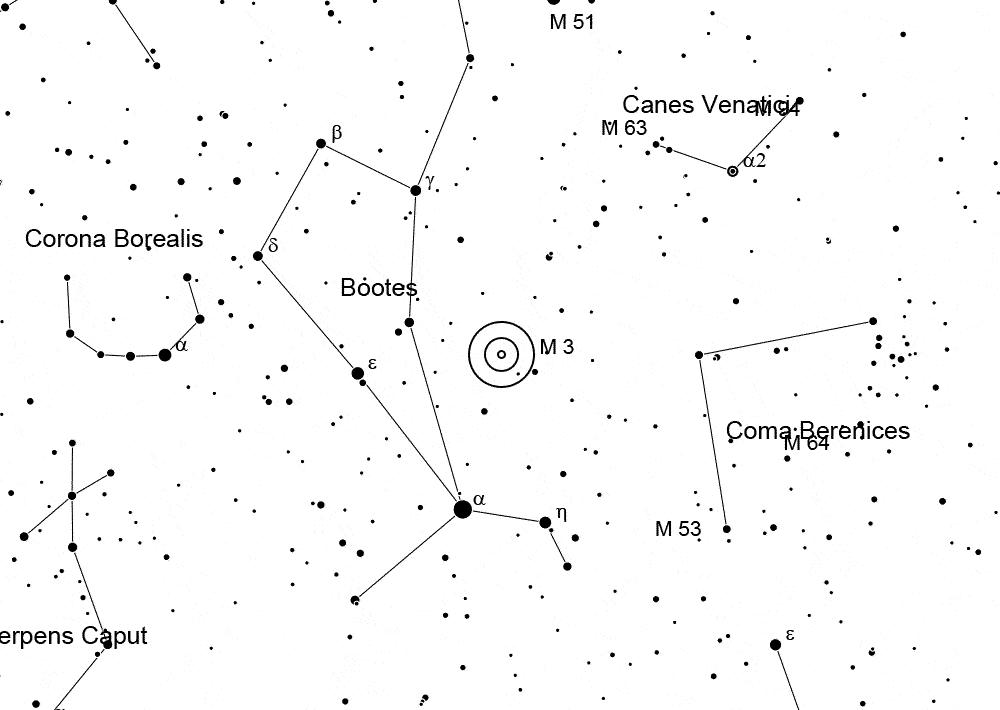 M 51
Canes Venatici
M 94
M 63
β
α2
γ
Corona Borealis
δ
Bootes
α
M 3
ε
Coma Berenices
M 64
α
η
M 53
erpens Caput
ε